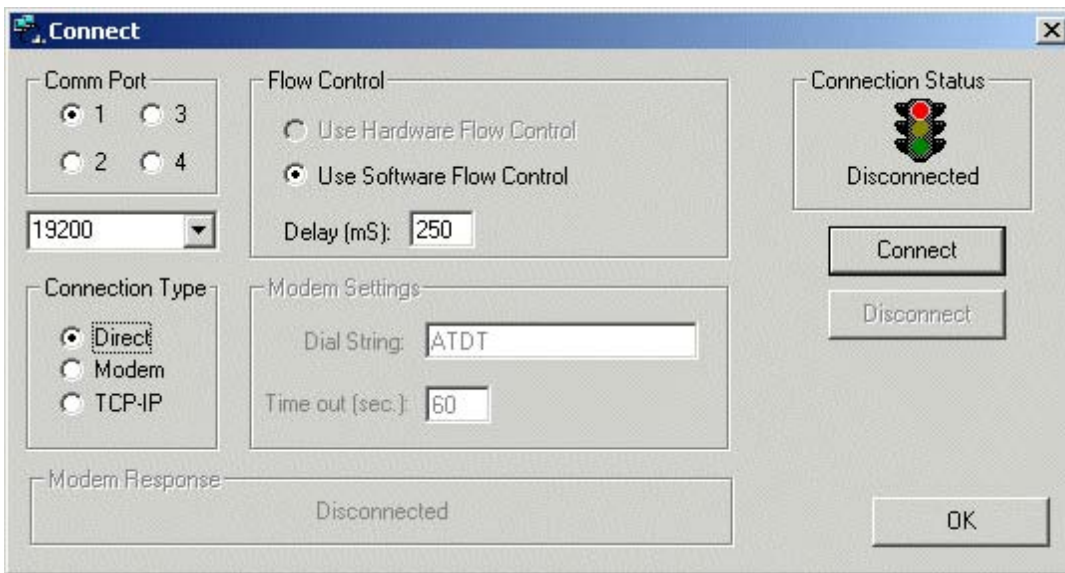 Connect
Comm Port
1 3
2 4
19200
Flow Control
Use Hardware Flow Control
Use Software Flow Control
Delay (mS): 250
Connection Status
Disconnected
Connect
Disconnect
Connection Type
Direct
Modem
TCP-IP
Modem Settings
Dial String: ATDT
Time out (sec.): 60
Modem Response
Disconnected
OK